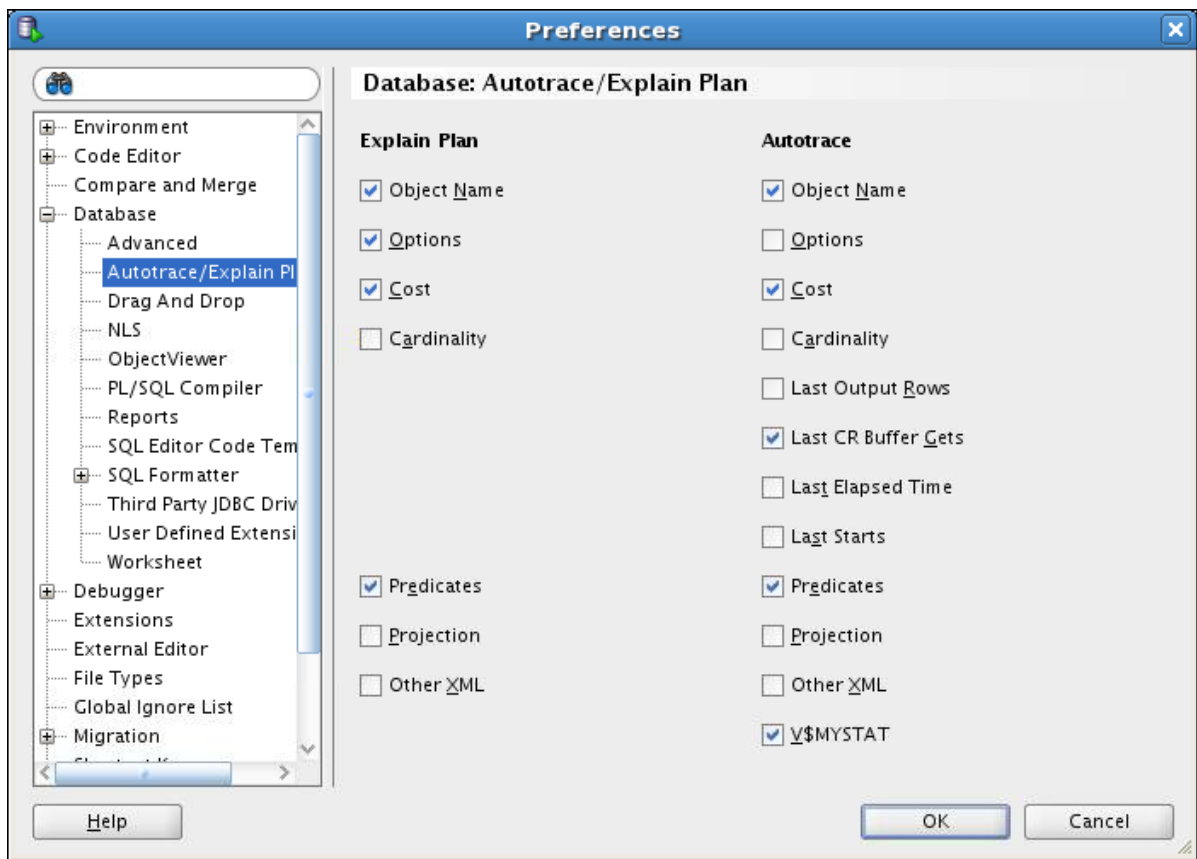 Preferences
Environment
Code Editor
Compare and Merge
Database
Advanced
Autotrace/Explain Pl
Drag And Drop
NLS
ObjectViewer
PL/SQL Compiler
Reports
SQL Editor Code Tem
SQL Formatter
Third Party JDBC Driv
User Defined Extensi
Worksheet
Debugger
Extensions
External Editor
File Types
Global Ignore List
Migration
Database: Autotrace/Explain Plan
Explain Plan
Object Name
Options
Cost
Cardinality
Predicates
Projection
Other XML
Autotrace
Object Name
Options
Cost
Cardinality
Last Output Rows
Last CR Buffer Gets
Last Elapsed Time
Last Starts
Predicates
Projection
Other XML
V$MYSTAT
Help
OK
Cancel